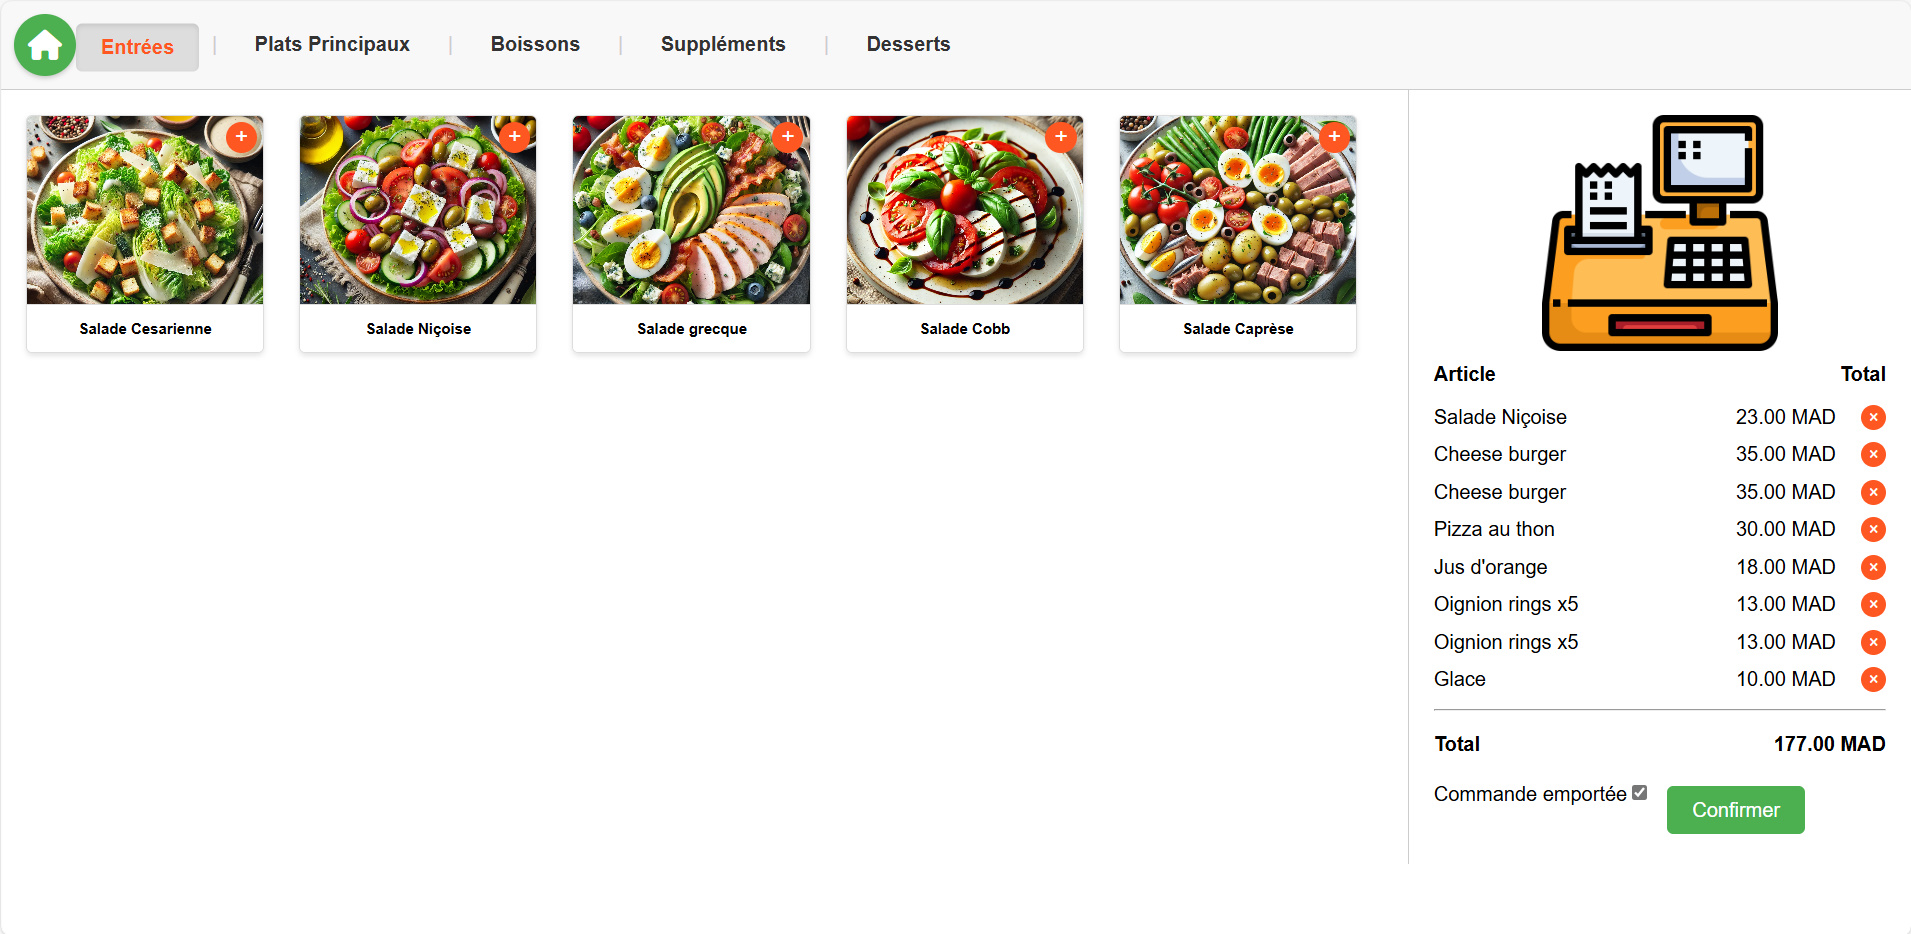 Entrées | Plats Principaux | Boissons | Suppléments | Desserts
+ + + + +
Salade Cesarienne
Salade Niçoise
Salade grecque
Salade Cobb
Salade Caprèse
Article Total
Salade Niçoise 23.00 MAD ×
Cheese burger 35.00 MAD ×
Cheese burger 35.00 MAD ×
Pizza au thon 30.00 MAD ×
Jus d'orange 18.00 MAD ×
Oignion rings x5 13.00 MAD ×
Oignion rings x5 13.00 MAD ×
Glace 10.00 MAD ×
Total 177.00 MAD
Commande emportée
Confirmer